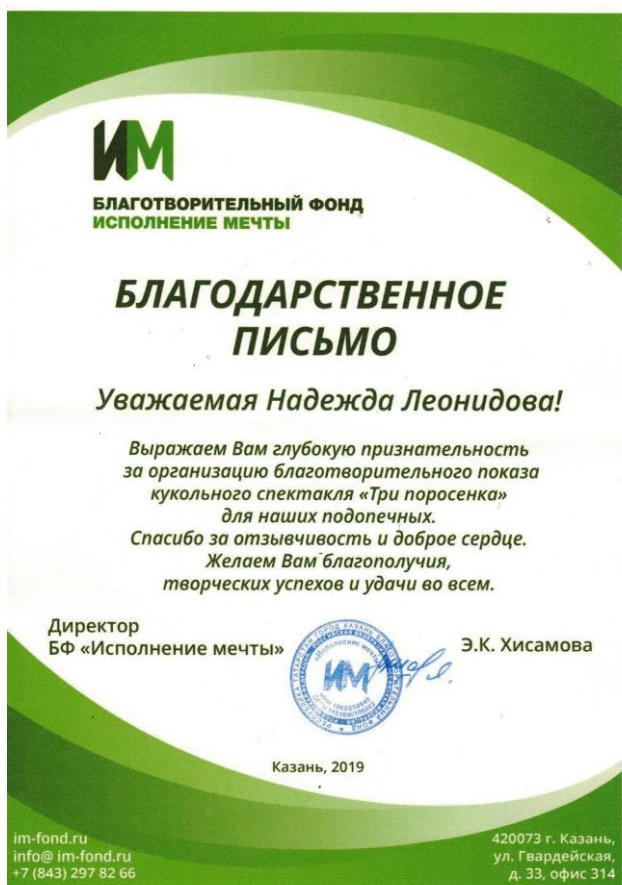 ИМ
БЛАГОТВОРИТЕЛЬНЫЙ ФОНД
ИСПОЛНЕНИЕ МЕЧТЫ
БЛАГОДАРСТВЕННОЕ
ПИСЬМО
Уважаемая Надежда Леонидова!
Выражаем Вам глубокую признательность
за организацию благотворительного показа
кукольного спектакля «Три поросенка»
для наших подопечных.
Спасибо за отзывчивость и доброе сердце.
Желаем Вам благополучия,
творческих успехов и удачи во всем.
Директор
БФ «Исполнение мечты»
Э.К. Хисамова
«Исполнение мечты»
ИМ
Казань, 2019
im-fond.ru
info@ im-fond.ru
+7 (843) 297 82 66
420073 г. Казань,
ул. Гвардейская,
д. 33, офис 314